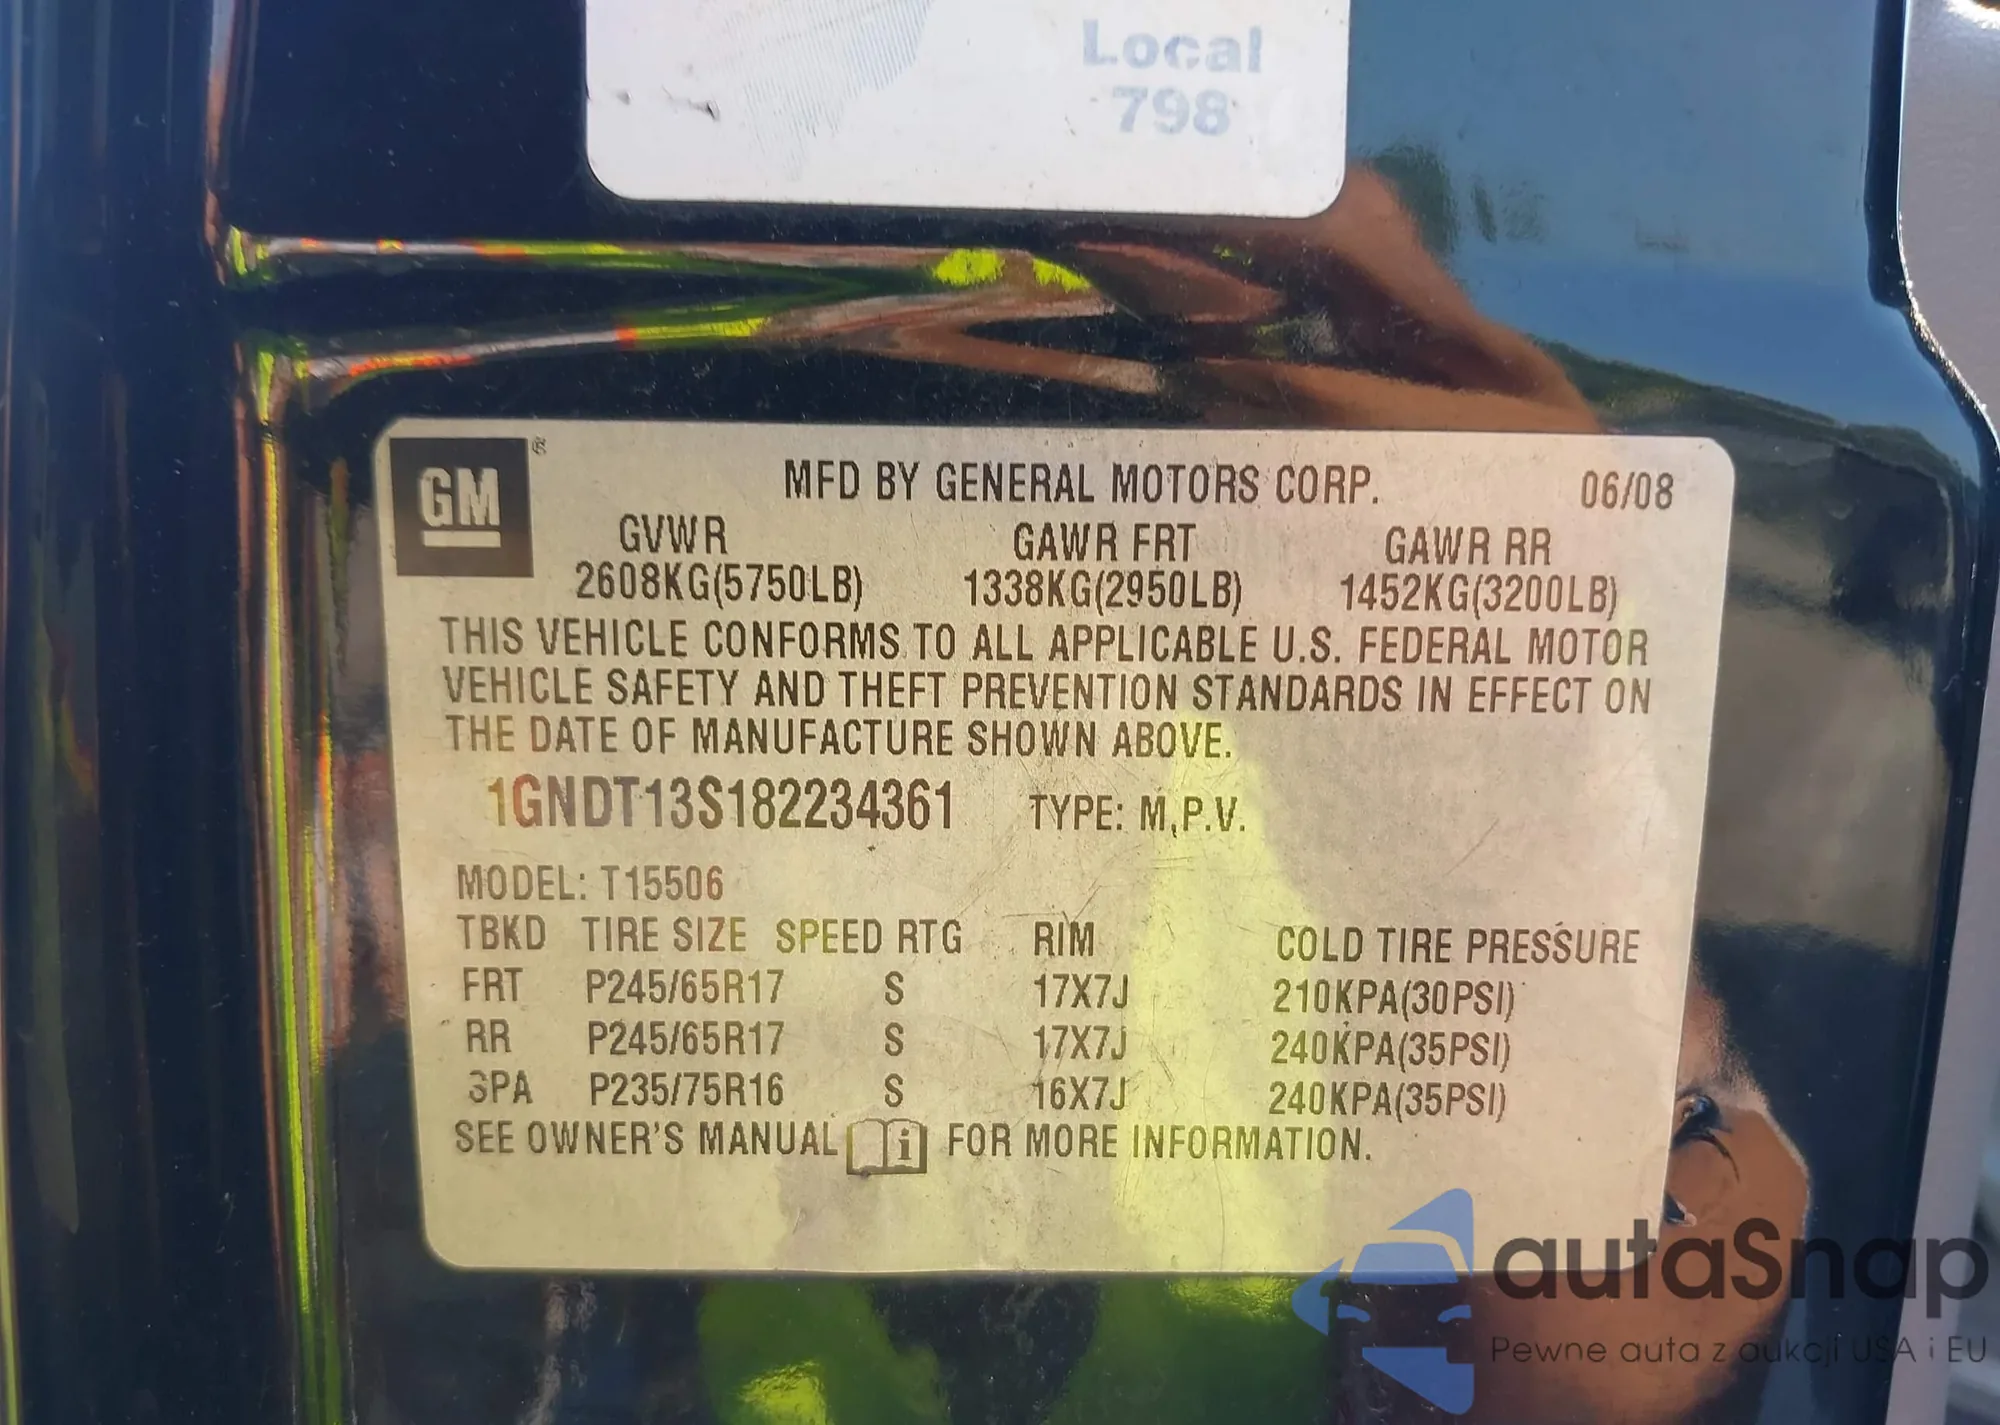 Local
798
GM ®
MFD BY GENERAL MOTORS CORP. 06/08
GVWR GAWR FRT GAWR RR
2608KG(5750LB) 1338KG(2950LB) 1452KG(3200LB)
THIS VEHICLE CONFORMS TO ALL APPLICABLE U.S. FEDERAL MOTOR
VEHICLE SAFETY AND THEFT PREVENTION STANDARDS IN EFFECT ON
THE DATE OF MANUFACTURE SHOWN ABOVE.
1GNDT13S182234361 TYPE: M.P.V.
MODEL: T15506
TBKD TIRE SIZE SPEED RTG RIM COLD TIRE PRESSURE
FRT P245/65R17 S 17X7J 210KPA(30PSI)
RR P245/65R17 S 17X7J 240KPA(35PSI)
SPA P235/75R16 S 16X7J 240KPA(35PSI)
SEE OWNER'S MANUAL i FOR MORE INFORMATION.
autaSnap
Pewne auta z aukcji USA i EU